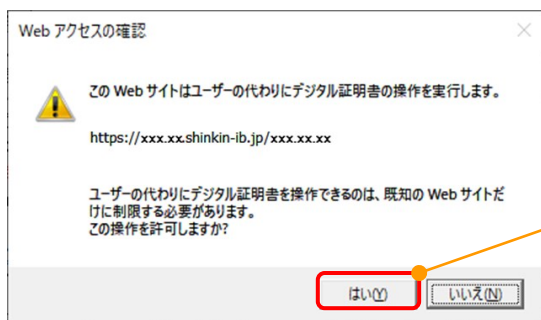 Web アクセスの確認
この Web サイトはユーザーの代わりにデジタル証明書の操作を実行します。
https://xxx.xx.shinkin-ib.jp/xxx.xx.xx
ユーザーの代わりにデジタル証明書を操作できるのは、既知の Web サイトだ
けに制限する必要があります。
この操作を許可しますか?
はい(Y) いいえ(N)